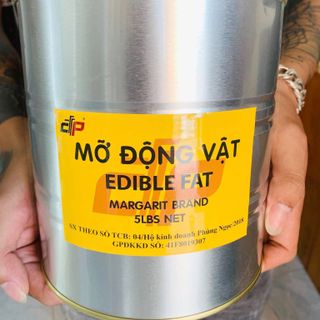 ATP
MỠ ĐỘNG VẬT
EDIBLE FAT
MARGARIT BRAND
5LBS NET
SX THEO SỐ TCB: 04/Hộ kinh doanh Phùng Ngọc-2018
GPDKKD SỐ: 41F8019307